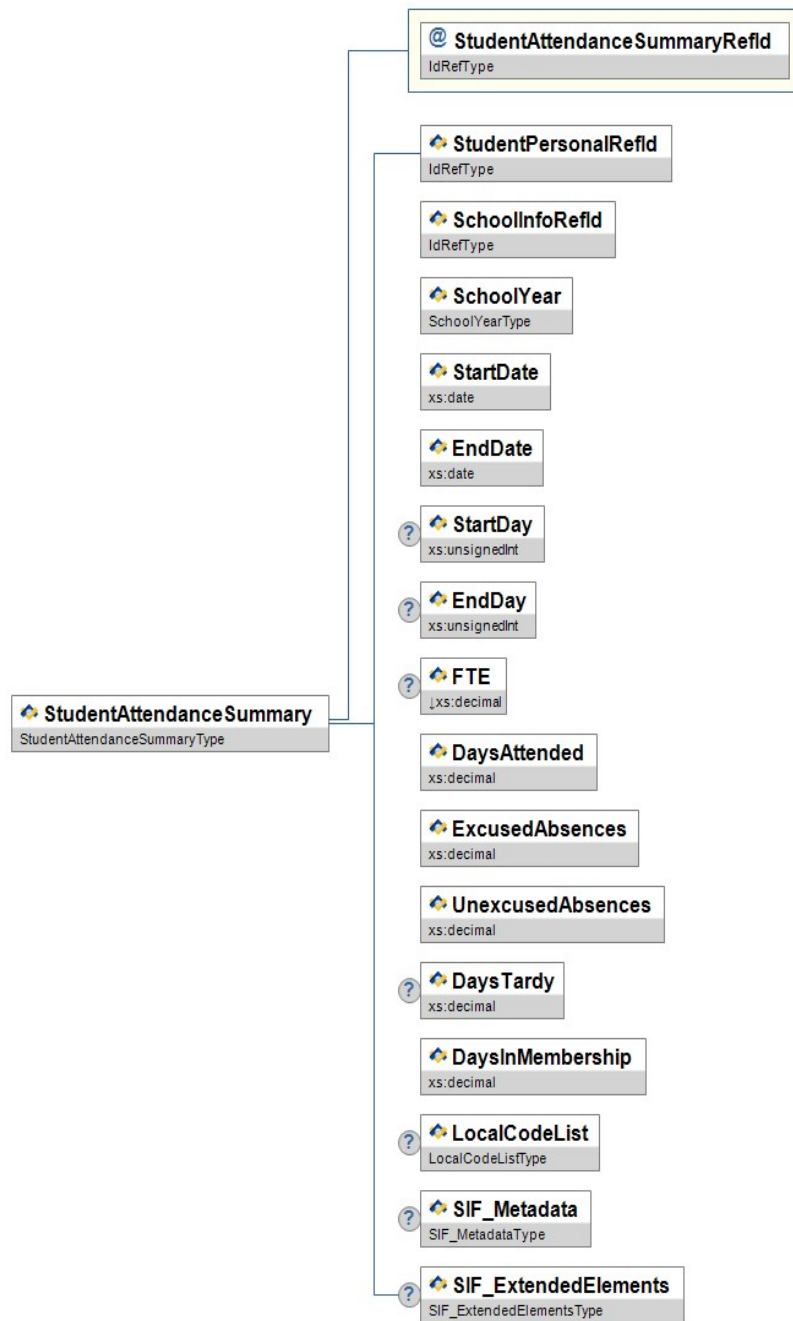 @ StudentAttendanceSummaryRefId
IdRefType
StudentPersonalRefId
IdRefType
SchoolInfoRefId
IdRefType
SchoolYear
SchoolYearType
StartDate
xs:date
EndDate
xs:date
? StartDay
xs:unsignedInt
? EndDay
xs:unsignedInt
? FTE
↓xs:decimal
StudentAttendanceSummary
StudentAttendanceSummaryType
DaysAttended
xs:decimal
ExcusedAbsences
xs:decimal
UnexcusedAbsences
xs:decimal
? DaysTardy
xs:decimal
DaysInMembership
xs:decimal
? LocalCodeList
LocalCodeListType
? SIF_Metadata
SIF_MetadataType
? SIF_ExtendedElements
SIF_ExtendedElementsType